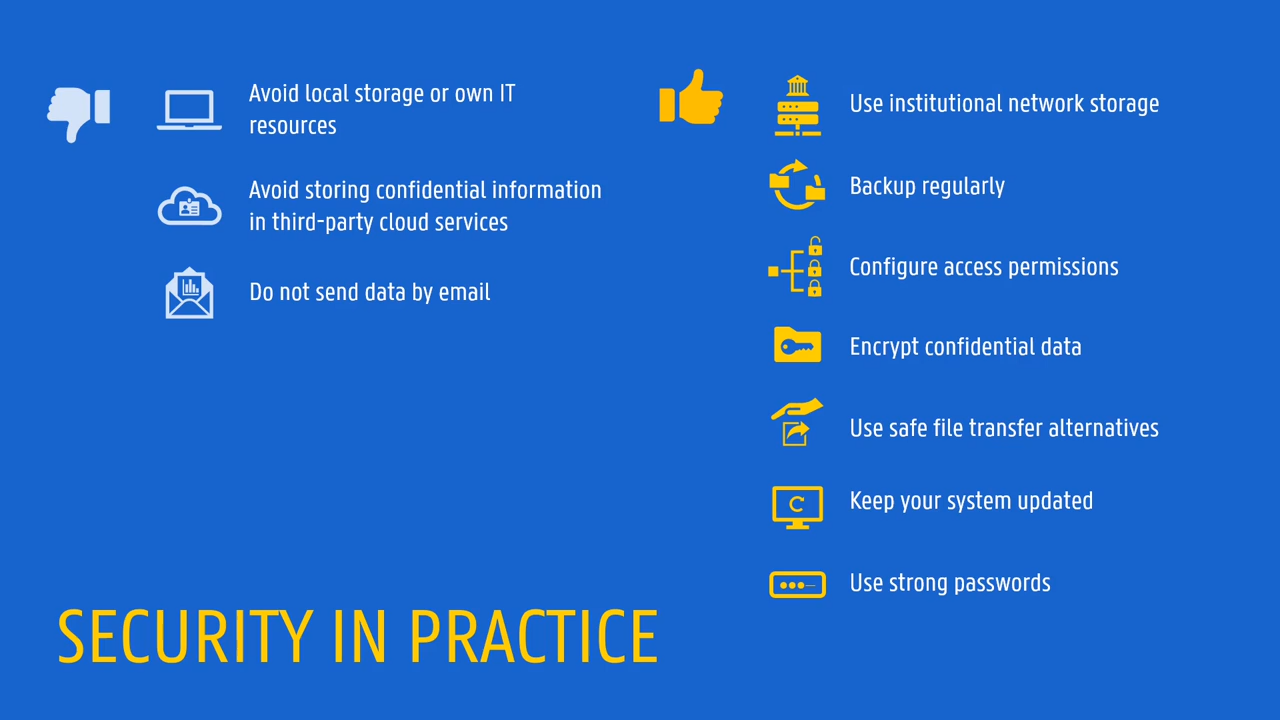 Avoid local storage or own IT
resources
Avoid storing confidential information
in third-party cloud services
Do not send data by email
Use institutional network storage
Backup regularly
Configure access permissions
Encrypt confidential data
Use safe file transfer alternatives
Keep your system updated
Use strong passwords
SECURITY IN PRACTICE